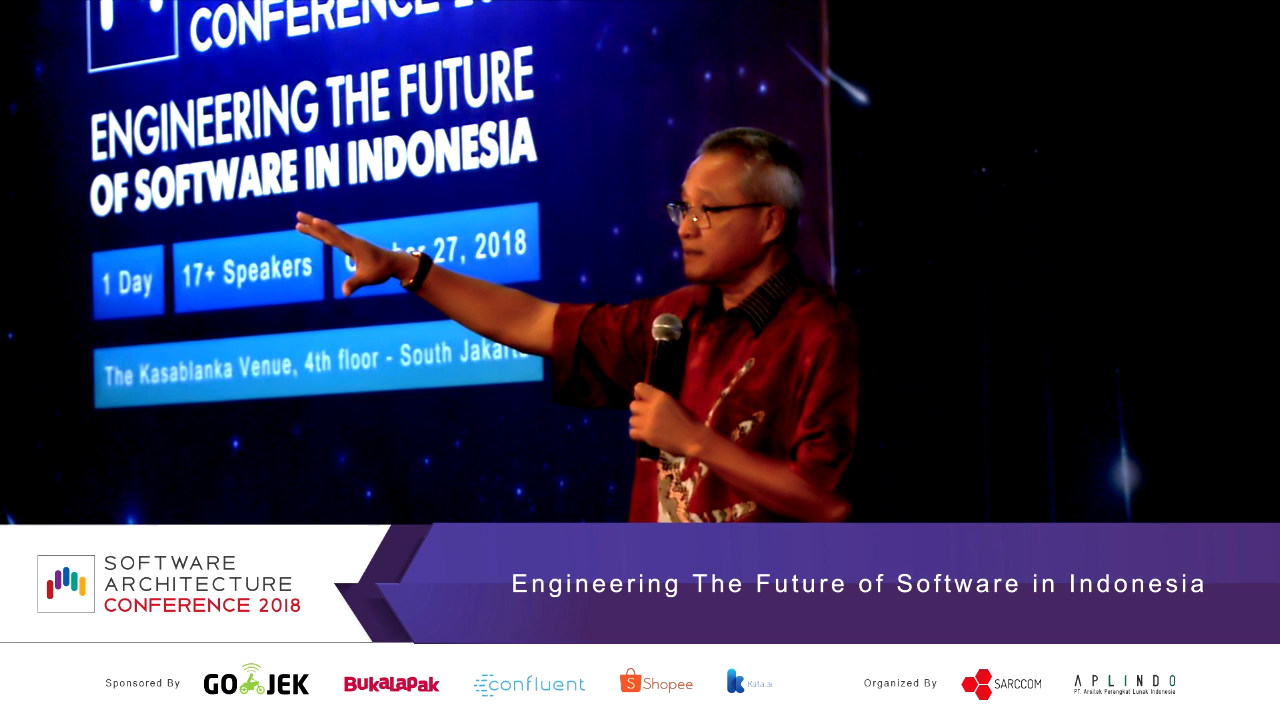 CONFERENCE
ENGINEERING THE FUTURE
OF SOFTWARE IN INDONESIA
1 Day
17+ Speakers
27, 2018
The Kasablanka Venue, 4th floor - South Jakarta
SOFTWARE
ARCHITECTURE
CONFERENCE 2018
Engineering The Future of Software in Indonesia
Sponsored By
GOJEK
BUKALAPAK
confluent
Shopee
Kata.ai
Organized By
SARCCOM
APLINDO
PT. Arsitek Perangkat Lunak Indonesia